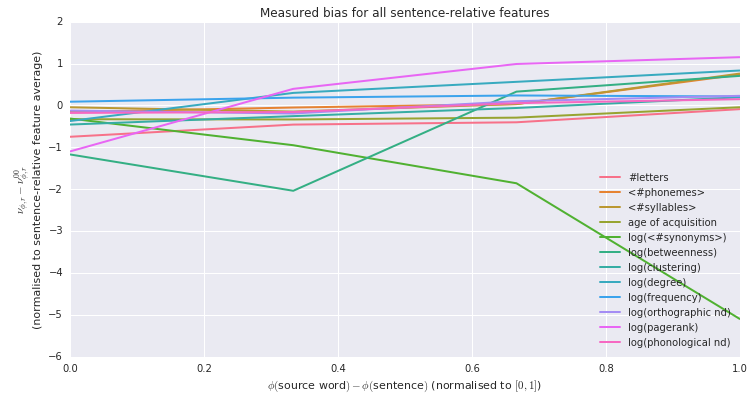 Measured bias for all sentence-relative features
2
1
0
−1
−2
−3
−4
−5
−6
ν_{ϕ,r} − ν_{ϕ,r}^{00}
(normalised to sentence-relative feature average)
#letters
<#phonemes>
<#syllables>
age of acquisition
log(<#synonyms>)
log(betweenness)
log(clustering)
log(degree)
log(frequency)
log(orthographic nd)
log(pagerank)
log(phonological nd)
0.0 0.2 0.4 0.6 0.8 1.0
ϕ(source word) − ϕ(sentence) (normalised to [0, 1])